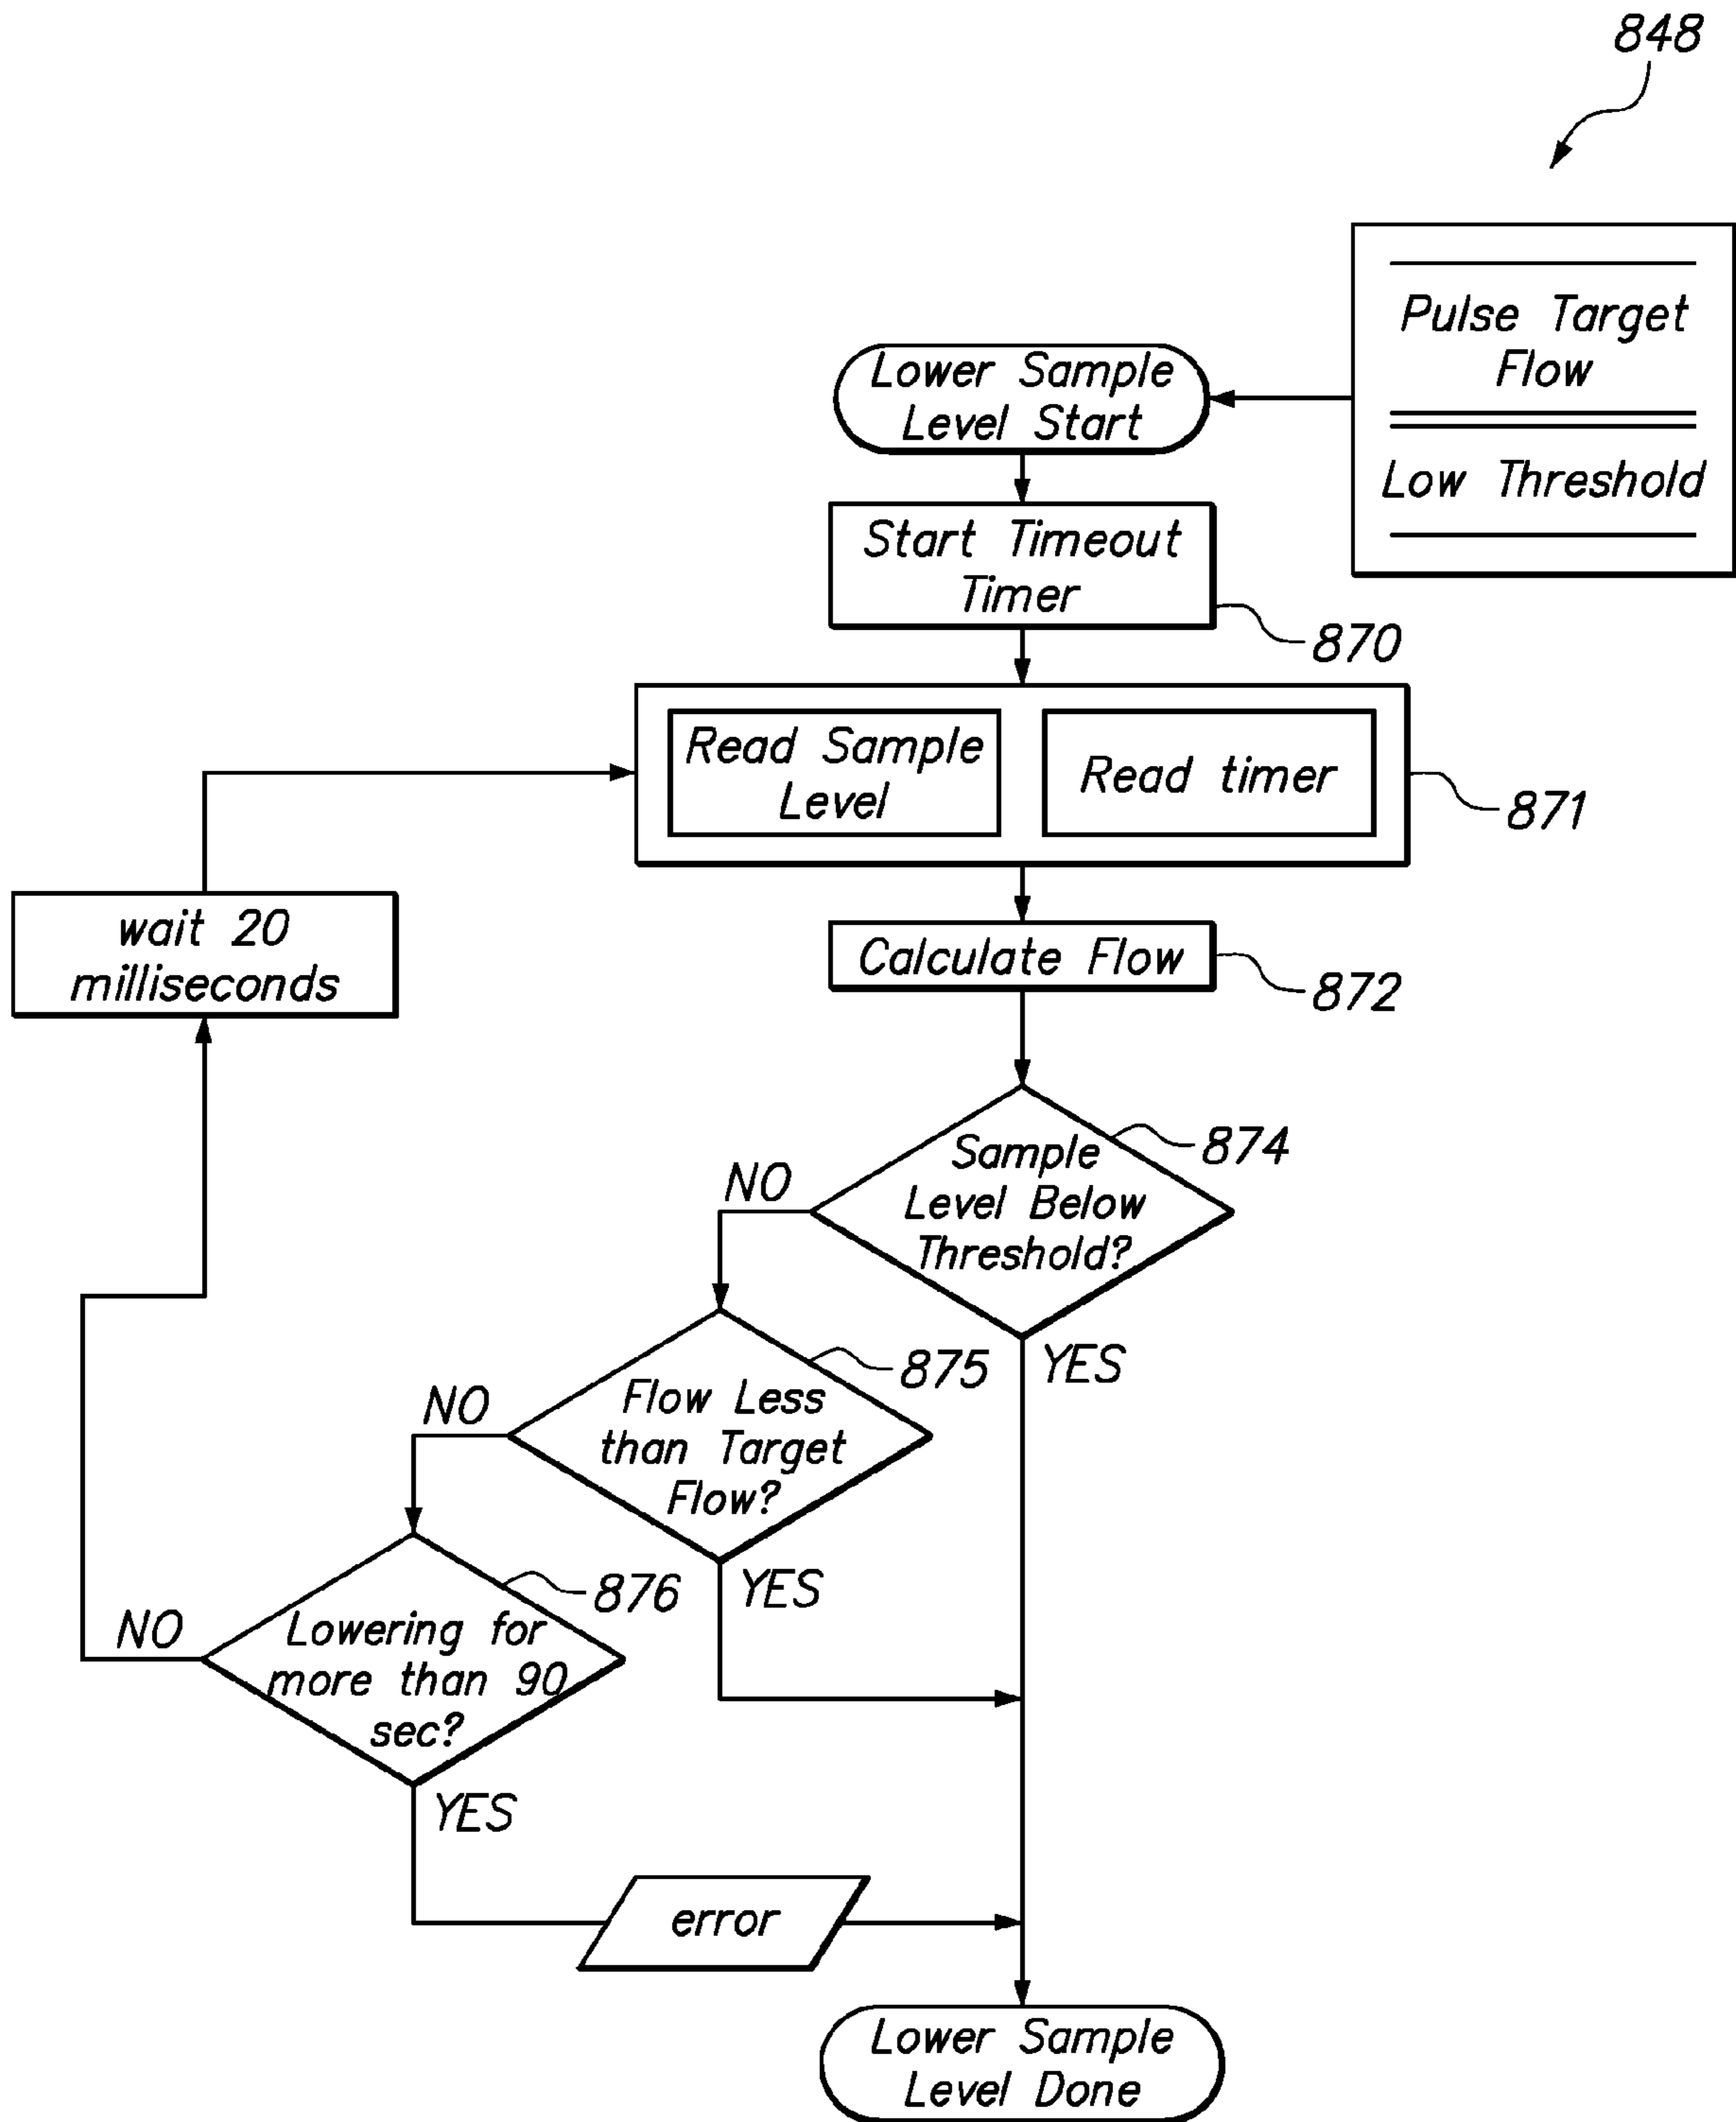 848
Pulse Target
Flow
Low Threshold
Lower Sample
Level Start
Start Timeout
Timer
870
Read Sample
Level
Read timer
871
wait 20
milliseconds
Calculate Flow
872
Sample
Level Below
Threshold?
874
NO
YES
Flow Less
than Target
Flow?
875
NO
YES
Lowering for
more than 90
sec?
876
NO
YES
error
Lower Sample
Level Done